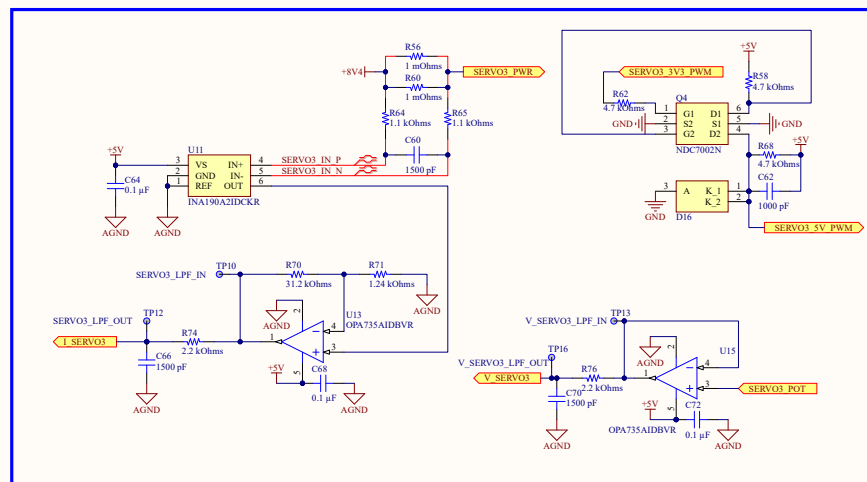 R56
1 mOhms
+8V4
SERVO3_PWR
R60
1 mOhms
R64
1.1 kOhms
R65
1.1 kOhms
C60
1500 pF
+5V
U11
3 VS IN+ 4
2 GND IN- 5
1 REF OUT 6
INA190A2IDCKR
SERVO3_IN_P
SERVO3_IN_N
C64
0.1 µF
AGND
AGND
+5V
SERVO3_3V3_PWM
R58
4.7 kOhms
R62
4.7 kOhms
Q4
1 G1 D1 6
2 S2 S1 5
3 G2 D2 4
GND
GND
NDC7002N
+5V
R68
4.7 kOhms
C62
1000 pF
3 A K_1 1
K_2 2
D16
GND
SERVO3_5V_PWM
SERVO3_LPF_IN
TP10
R70
31.2 kOhms
R71
1.24 kOhms
AGND
SERVO3_LPF_OUT
TP12
I_SERVO3
R74
2.2 kOhms
C66
1500 pF
AGND
AGND
U13
OPA735AIDBVR
1
2
3
4
5
+5V
C68
0.1 µF
AGND
V_SERVO3_LPF_IN
TP13
V_SERVO3_LPF_OUT
TP16
V_SERVO3
R76
2.2 kOhms
C70
1500 pF
AGND
AGND
U15
1
2
3
4
5
SERVO3_POT
+5V
C72
0.1 µF
OPA735AIDBVR
AGND